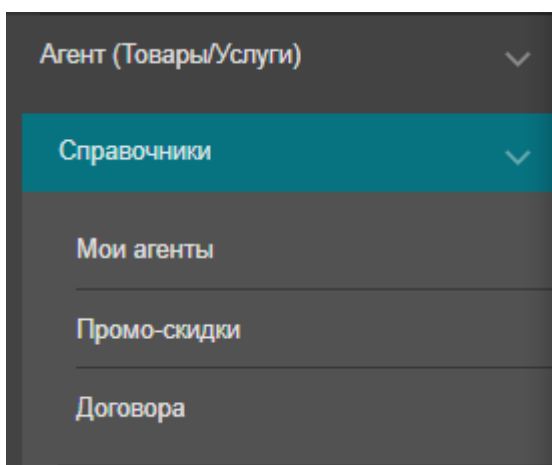 Агент (Товары/Услуги)
Справочники
Мои агенты
Промо-скидки
Договора